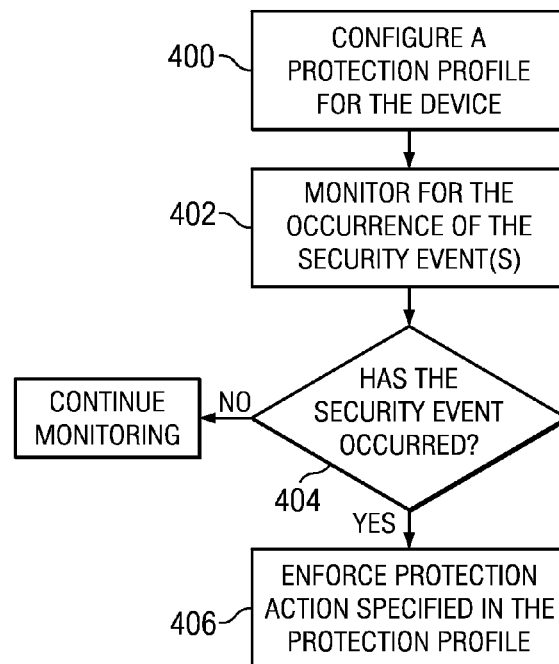 400
CONFIGURE A
PROTECTION PROFILE
FOR THE DEVICE
402
MONITOR FOR THE
OCCURRENCE OF THE
SECURITY EVENT(S)
HAS THE
SECURITY EVENT
OCCURRED?
404
NO
CONTINUE
MONITORING
YES
406
ENFORCE PROTECTION
ACTION SPECIFIED IN THE
PROTECTION PROFILE